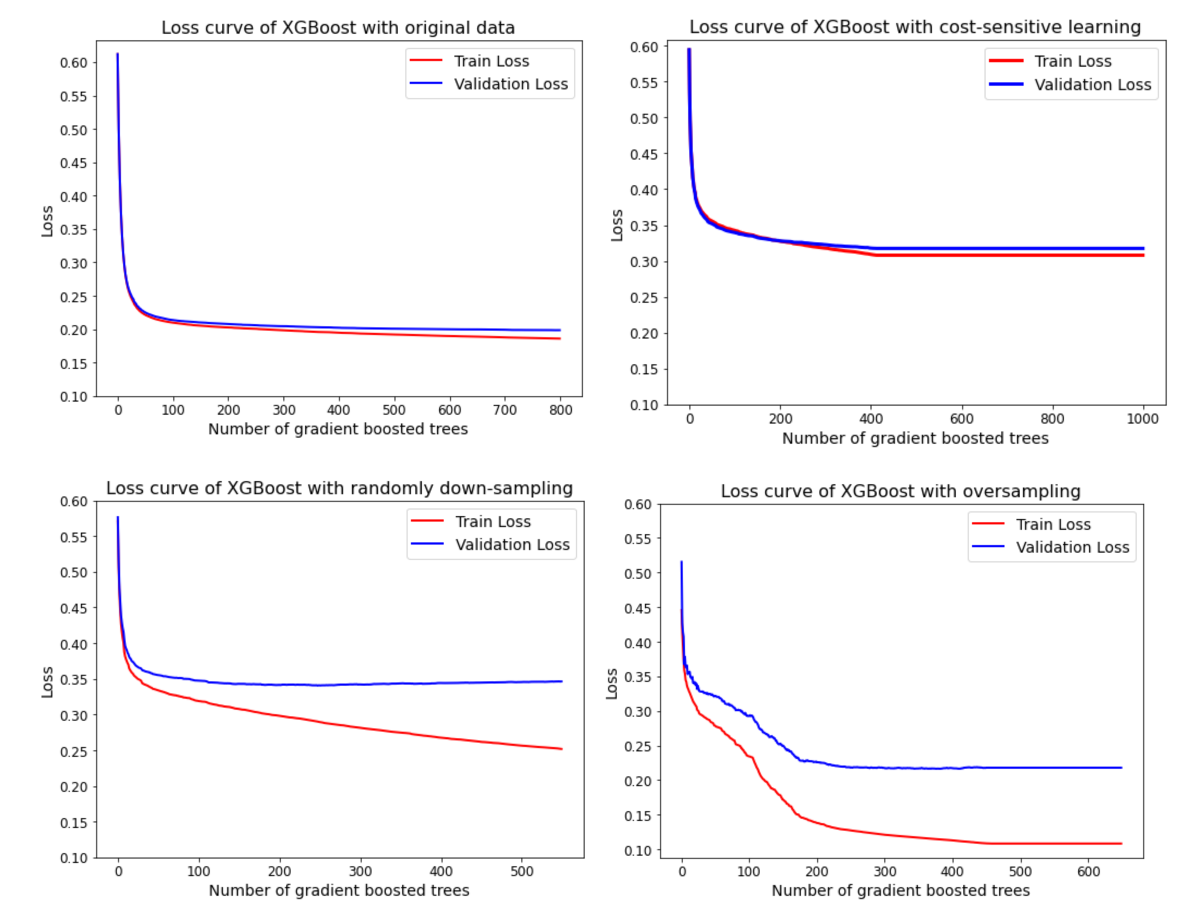 Loss curve of XGBoost with original data
Train Loss
Validation Loss
0.60
0.55
0.50
0.45
0.40
0.35
0.30
0.25
0.20
0.15
0.10
Loss
0 100 200 300 400 500 600 700 800
Number of gradient boosted trees
Loss curve of XGBoost with cost-sensitive learning
Train Loss
Validation Loss
0.60
0.55
0.50
0.45
0.40
0.35
0.30
0.25
0.20
0.15
0.10
Loss
0 200 400 600 800 1000
Number of gradient boosted trees
Loss curve of XGBoost with randomly down-sampling
Train Loss
Validation Loss
0.60
0.55
0.50
0.45
0.40
0.35
0.30
0.25
0.20
0.15
0.10
Loss
0 100 200 300 400 500
Number of gradient boosted trees
Loss curve of XGBoost with oversampling
Train Loss
Validation Loss
0.60
0.55
0.50
0.45
0.40
0.35
0.30
0.25
0.20
0.15
0.10
Loss
0 100 200 300 400 500 600
Number of gradient boosted trees